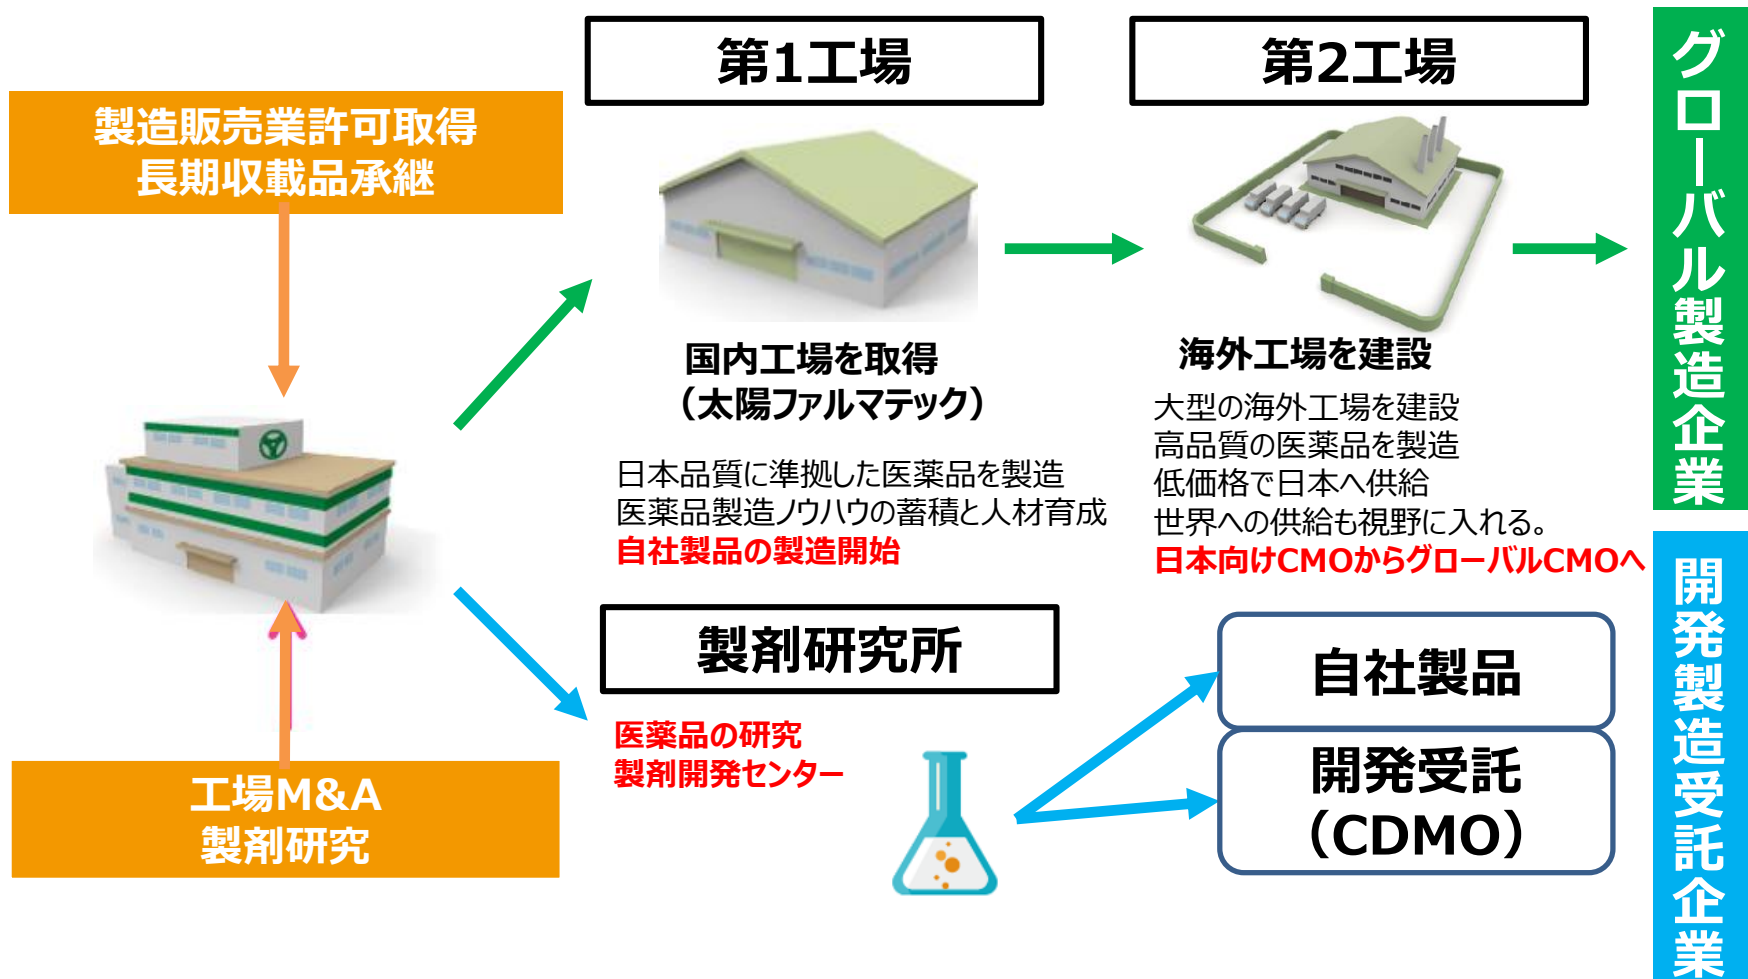 製造販売業許可取得
長期収載品承継
工場M&A
製剤研究
第1工場
国内工場を取得
（太陽ファルマテック）
日本品質に準拠した医薬品を製造
医薬品製造ノウハウの蓄積と人材育成
自社製品の製造開始
第2工場
海外工場を建設
大型の海外工場を建設
高品質の医薬品を製造
低価格で日本へ供給
世界への供給も視野に入れる。
日本向けCMOからグローバルCMOへ
グローバル製造企業
製剤研究所
医薬品の研究
製剤開発センター
自社製品
開発受託
（CDMO）
開発製造受託企業